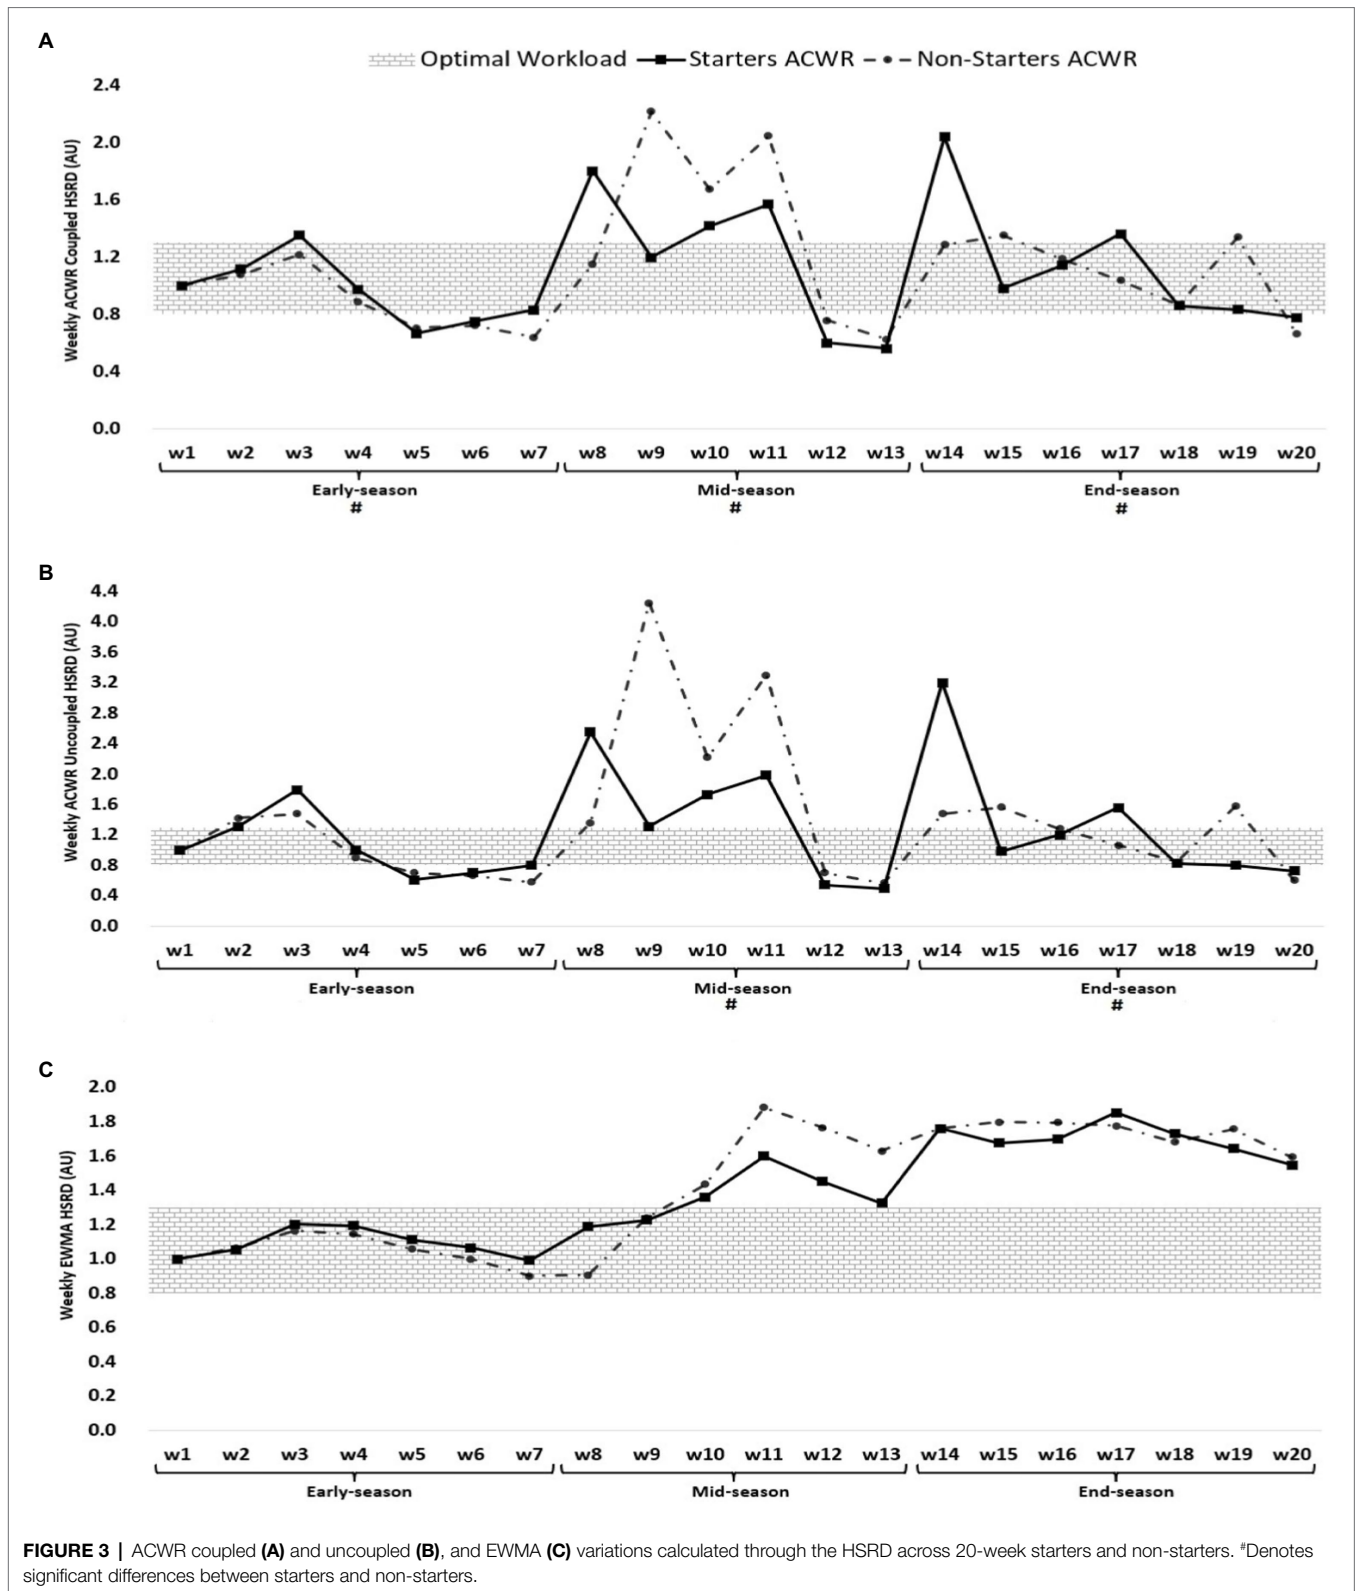 A
Optimal Workload Starters ACWR Non-Starters ACWR
Weekly ACWR Coupled HSRD (AU)
2.4
2.0
1.6
1.2
0.8
0.4
0.0
w1 w2 w3 w4 w5 w6 w7 w8 w9 w10 w11 w12 w13 w14 w15 w16 w17 w18 w19 w20
Early-season Mid-season End-season
# # #
B
Weekly ACWR Uncoupled HSRD (AU)
4.4
4.0
3.6
3.2
2.8
2.4
2.0
1.6
1.2
0.8
0.4
0.0
w1 w2 w3 w4 w5 w6 w7 w8 w9 w10 w11 w12 w13 w14 w15 w16 w17 w18 w19 w20
Early-season Mid-season End-season
# #
C
Weekly EWMA HSRD (AU)
2.0
1.8
1.6
1.4
1.2
1.0
0.8
0.6
0.4
0.2
0.0
w1 w2 w3 w4 w5 w6 w7 w8 w9 w10 w11 w12 w13 w14 w15 w16 w17 w18 w19 w20
Early-season Mid-season End-season
FIGURE 3 | ACWR coupled (A) and uncoupled (B), and EWMA (C) variations calculated through the HSRD across 20-week starters and non-starters. #Denotes
significant differences between starters and non-starters.